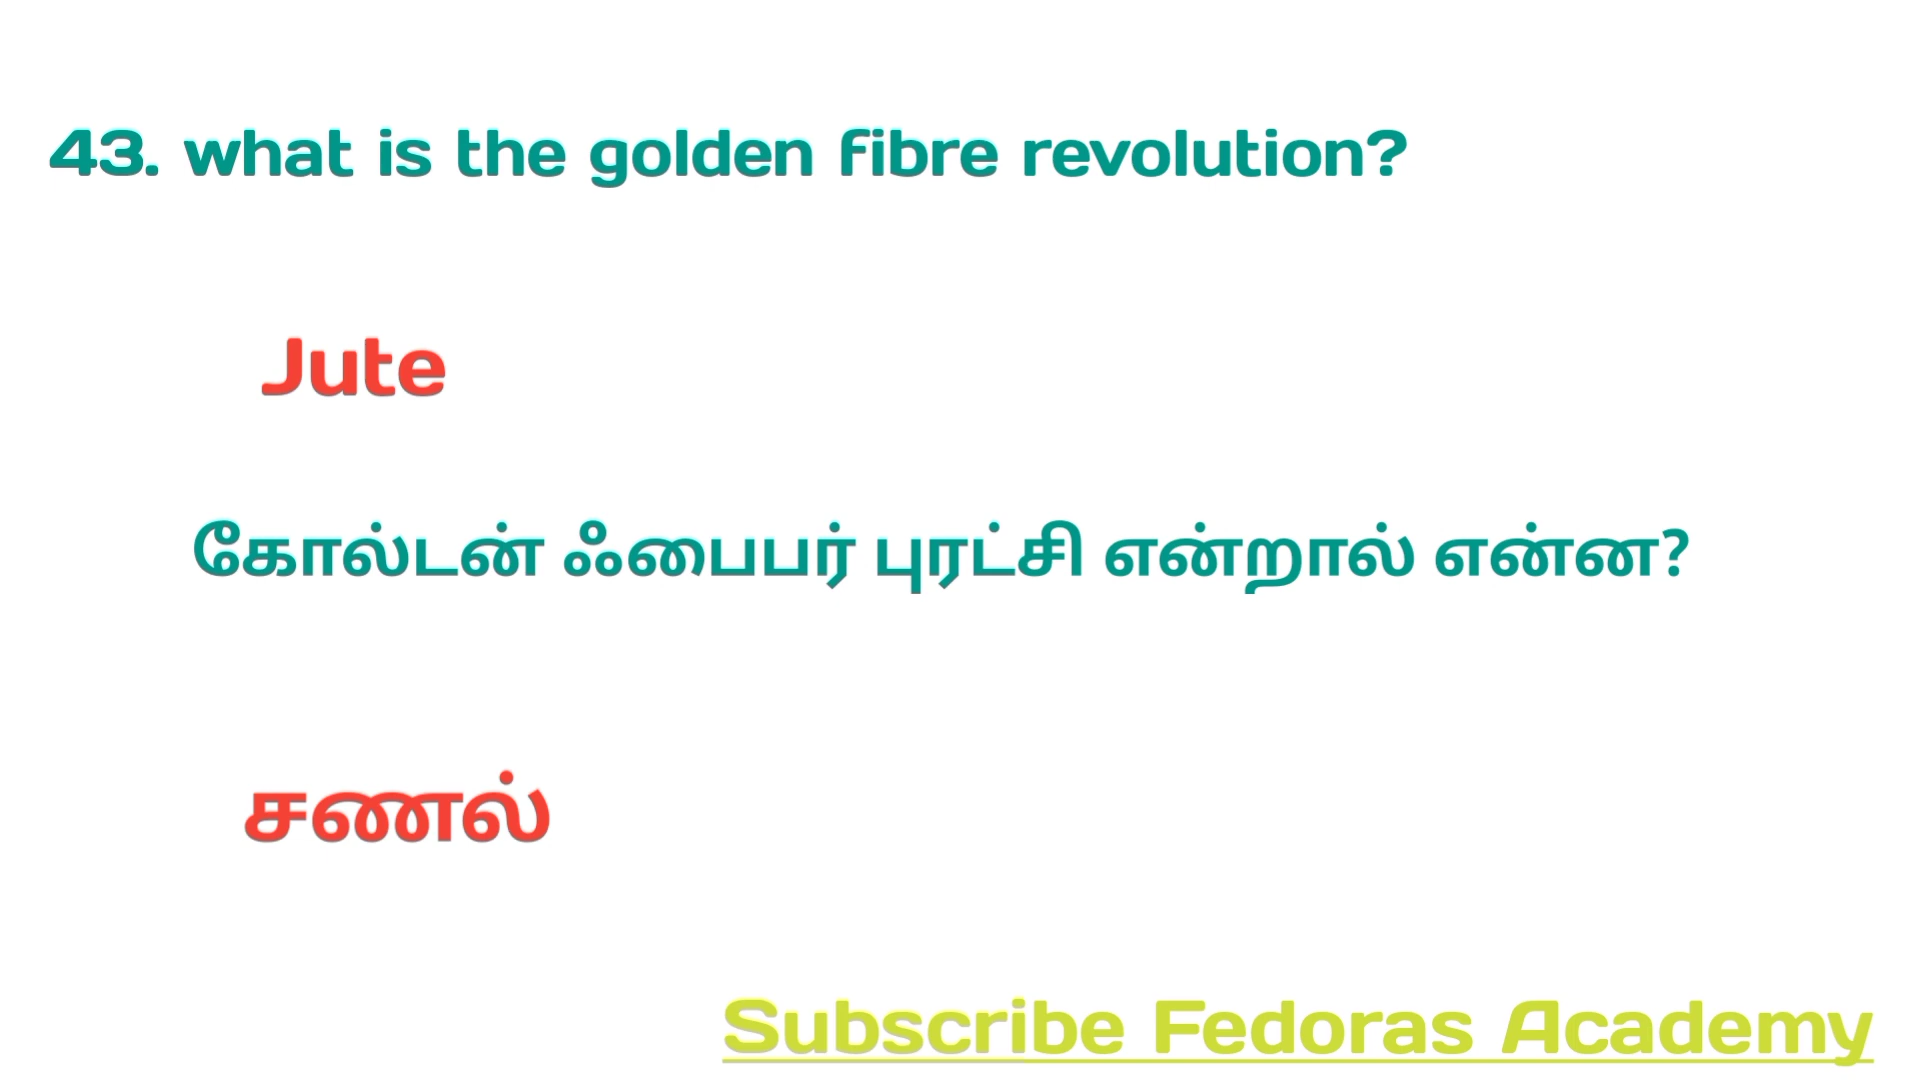 43. what is the golden fibre revolution?
Jute
கோல்டன் ஃபைபர் புரட்சி என்றால் என்ன?
சணல்
Subscribe Fedoras Academy